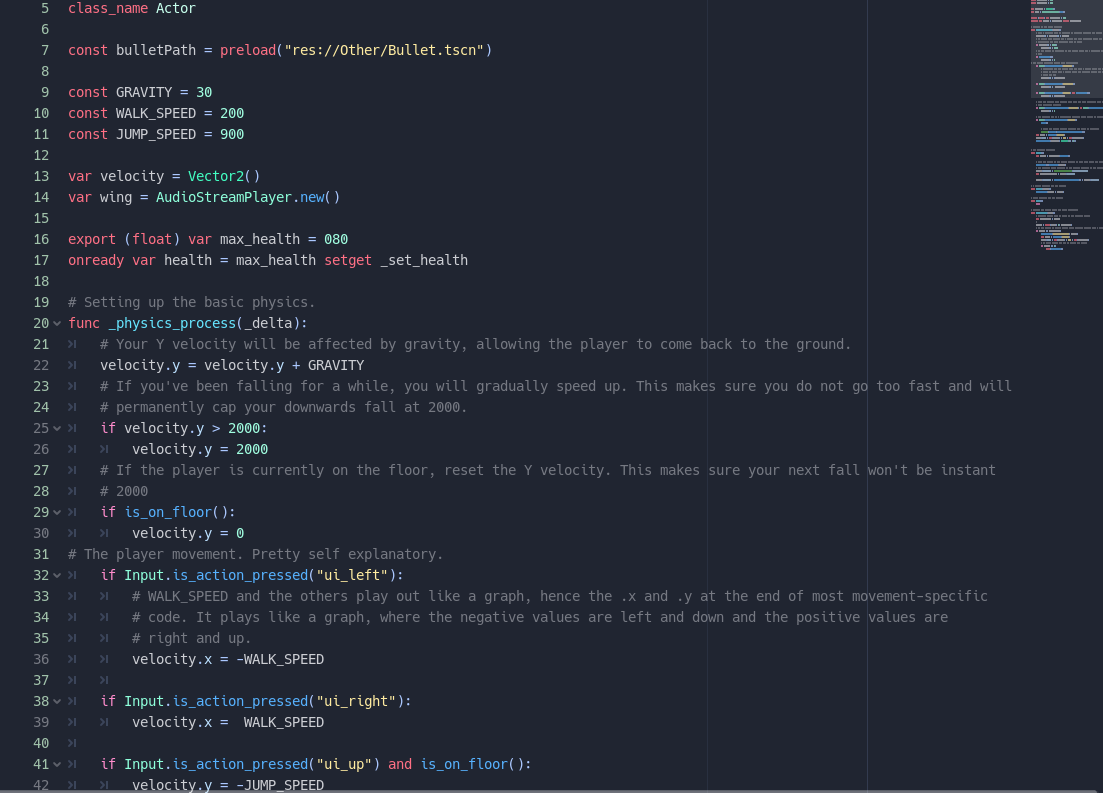 5 class_name Actor
6
7 const bulletPath = preload("res://Other/Bullet.tscn")
8
9 const GRAVITY = 30
10 const WALK_SPEED = 200
11 const JUMP_SPEED = 900
12
13 var velocity = Vector2()
14 var wing = AudioStreamPlayer.new()
15
16 export (float) var max_health = 080
17 onready var health = max_health setget _set_health
18
19 # Setting up the basic physics.
20 func _physics_process(_delta):
21 # Your Y velocity will be affected by gravity, allowing the player to come back to the ground.
22 velocity.y = velocity.y + GRAVITY
23 # If you've been falling for a while, you will gradually speed up. This makes sure you do not go too fast and will
24 # permanently cap your downwards fall at 2000.
25 if velocity.y > 2000:
26 velocity.y = 2000
27 # If the player is currently on the floor, reset the Y velocity. This makes sure your next fall won't be instant
28 # 2000
29 if is_on_floor():
30 velocity.y = 0
31 # The player movement. Pretty self explanatory.
32 if Input.is_action_pressed("ui_left"):
33 # WALK_SPEED and the others play out like a graph, hence the .x and .y at the end of most movement-specific
34 # code. It plays like a graph, where the negative values are left and down and the positive values are
35 # right and up.
36 velocity.x = -WALK_SPEED
37
38 if Input.is_action_pressed("ui_right"):
39 velocity.x =  WALK_SPEED
40
41 if Input.is_action_pressed("ui_up") and is_on_floor():
42 velocity.y = -JUMP_SPEED